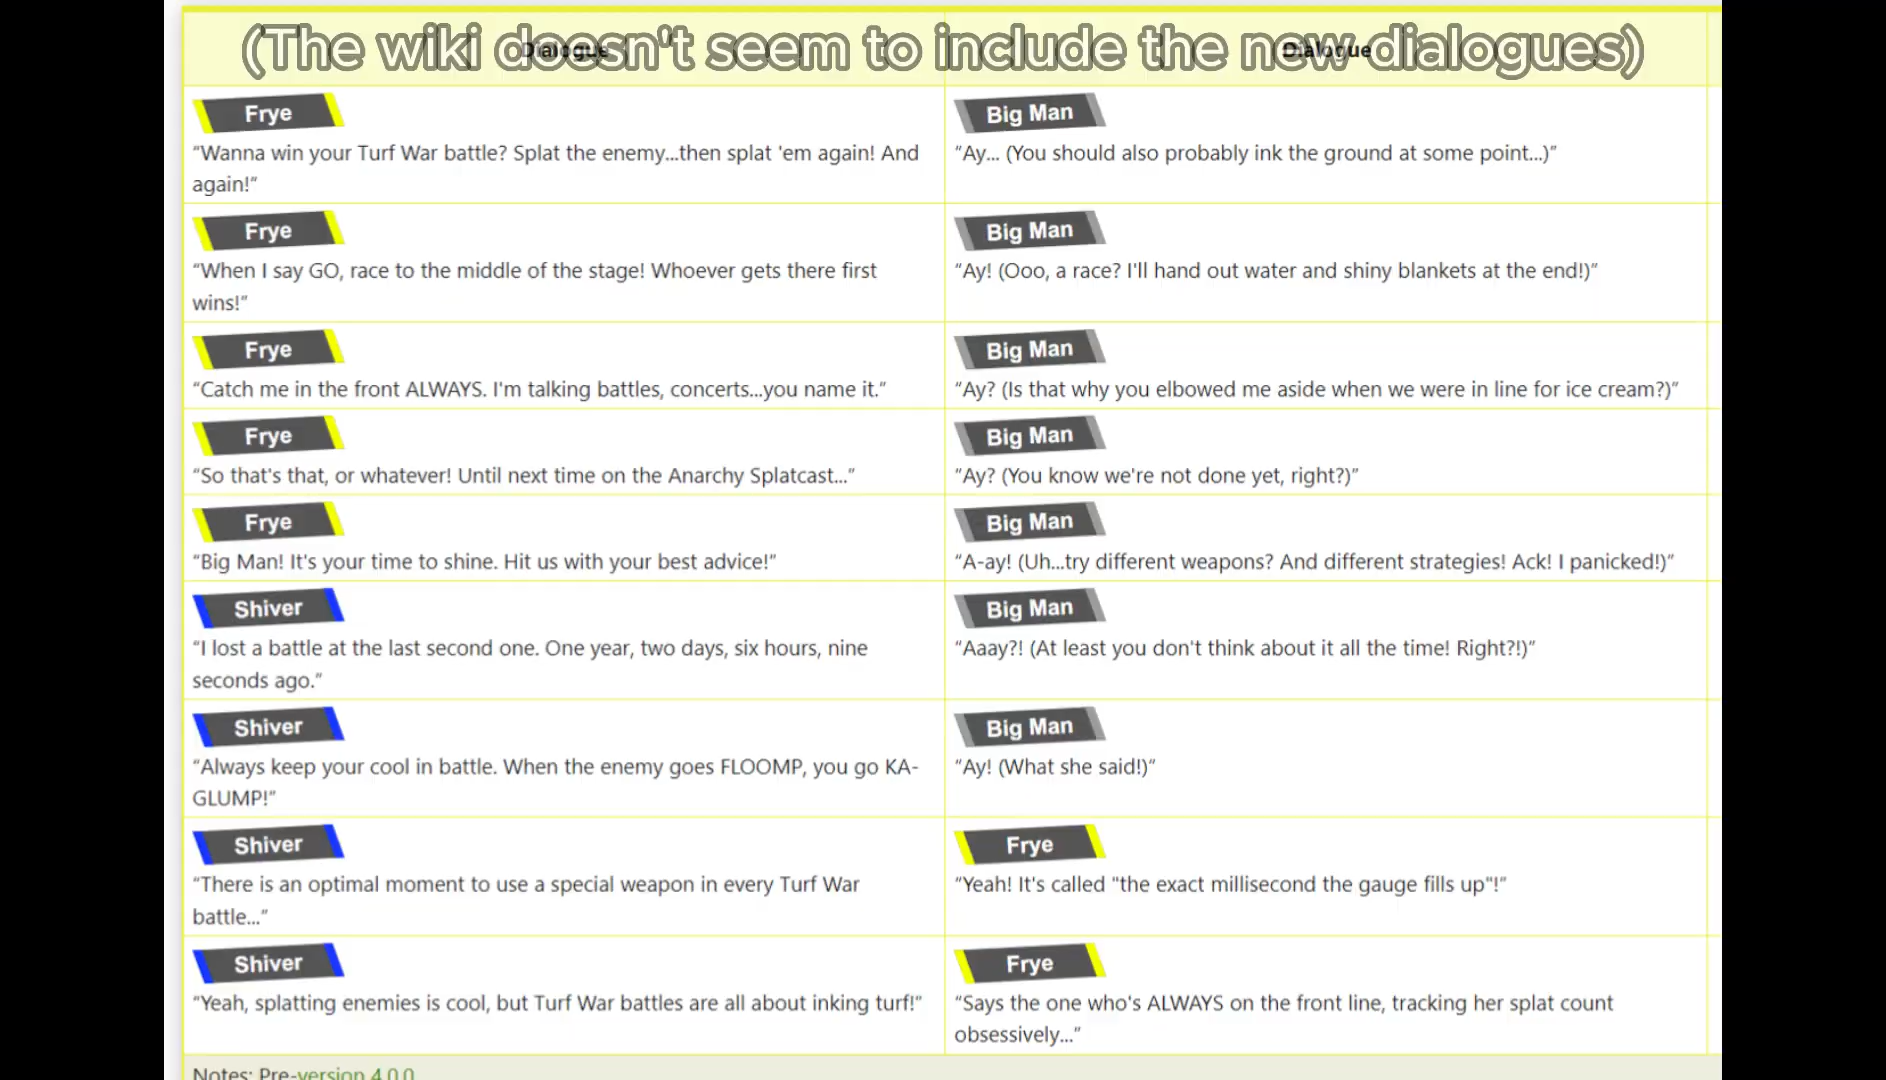 (The wiki doesn't seem to include the new dialogues)
Dialogue
Dialogue
Frye
“Wanna win your Turf War battle? Splat the enemy...then splat 'em again! And
again!”
Big Man
“Ay... (You should also probably ink the ground at some point...)”
Frye
“When I say GO, race to the middle of the stage! Whoever gets there first
wins!”
Big Man
“Ay! (Ooo, a race? I'll hand out water and shiny blankets at the end!)”
Frye
“Catch me in the front ALWAYS. I'm talking battles, concerts...you name it.”
Big Man
“Ay? (Is that why you elbowed me aside when we were in line for ice cream?)”
Frye
“So that's that, or whatever! Until next time on the Anarchy Splatcast...”
Big Man
“Ay? (You know we're not done yet, right?)”
Frye
“Big Man! It's your time to shine. Hit us with your best advice!”
Big Man
“A-ay! (Uh...try different weapons? And different strategies! Ack! I panicked!)”
Shiver
“I lost a battle at the last second one. One year, two days, six hours, nine
seconds ago.”
Big Man
“Aaay?! (At least you don't think about it all the time! Right?!)”
Shiver
“Always keep your cool in battle. When the enemy goes FLOOMP, you go KA-
GLUMP!”
Big Man
“Ay! (What she said!)”
Shiver
“There is an optimal moment to use a special weapon in every Turf War
battle...”
Frye
“Yeah! It's called "the exact millisecond the gauge fills up"!”
Shiver
“Yeah, splatting enemies is cool, but Turf War battles are all about inking turf!”
Frye
“Says the one who's ALWAYS on the front line, tracking her splat count
obsessively...”
Notes: Pre-version 4.0.0